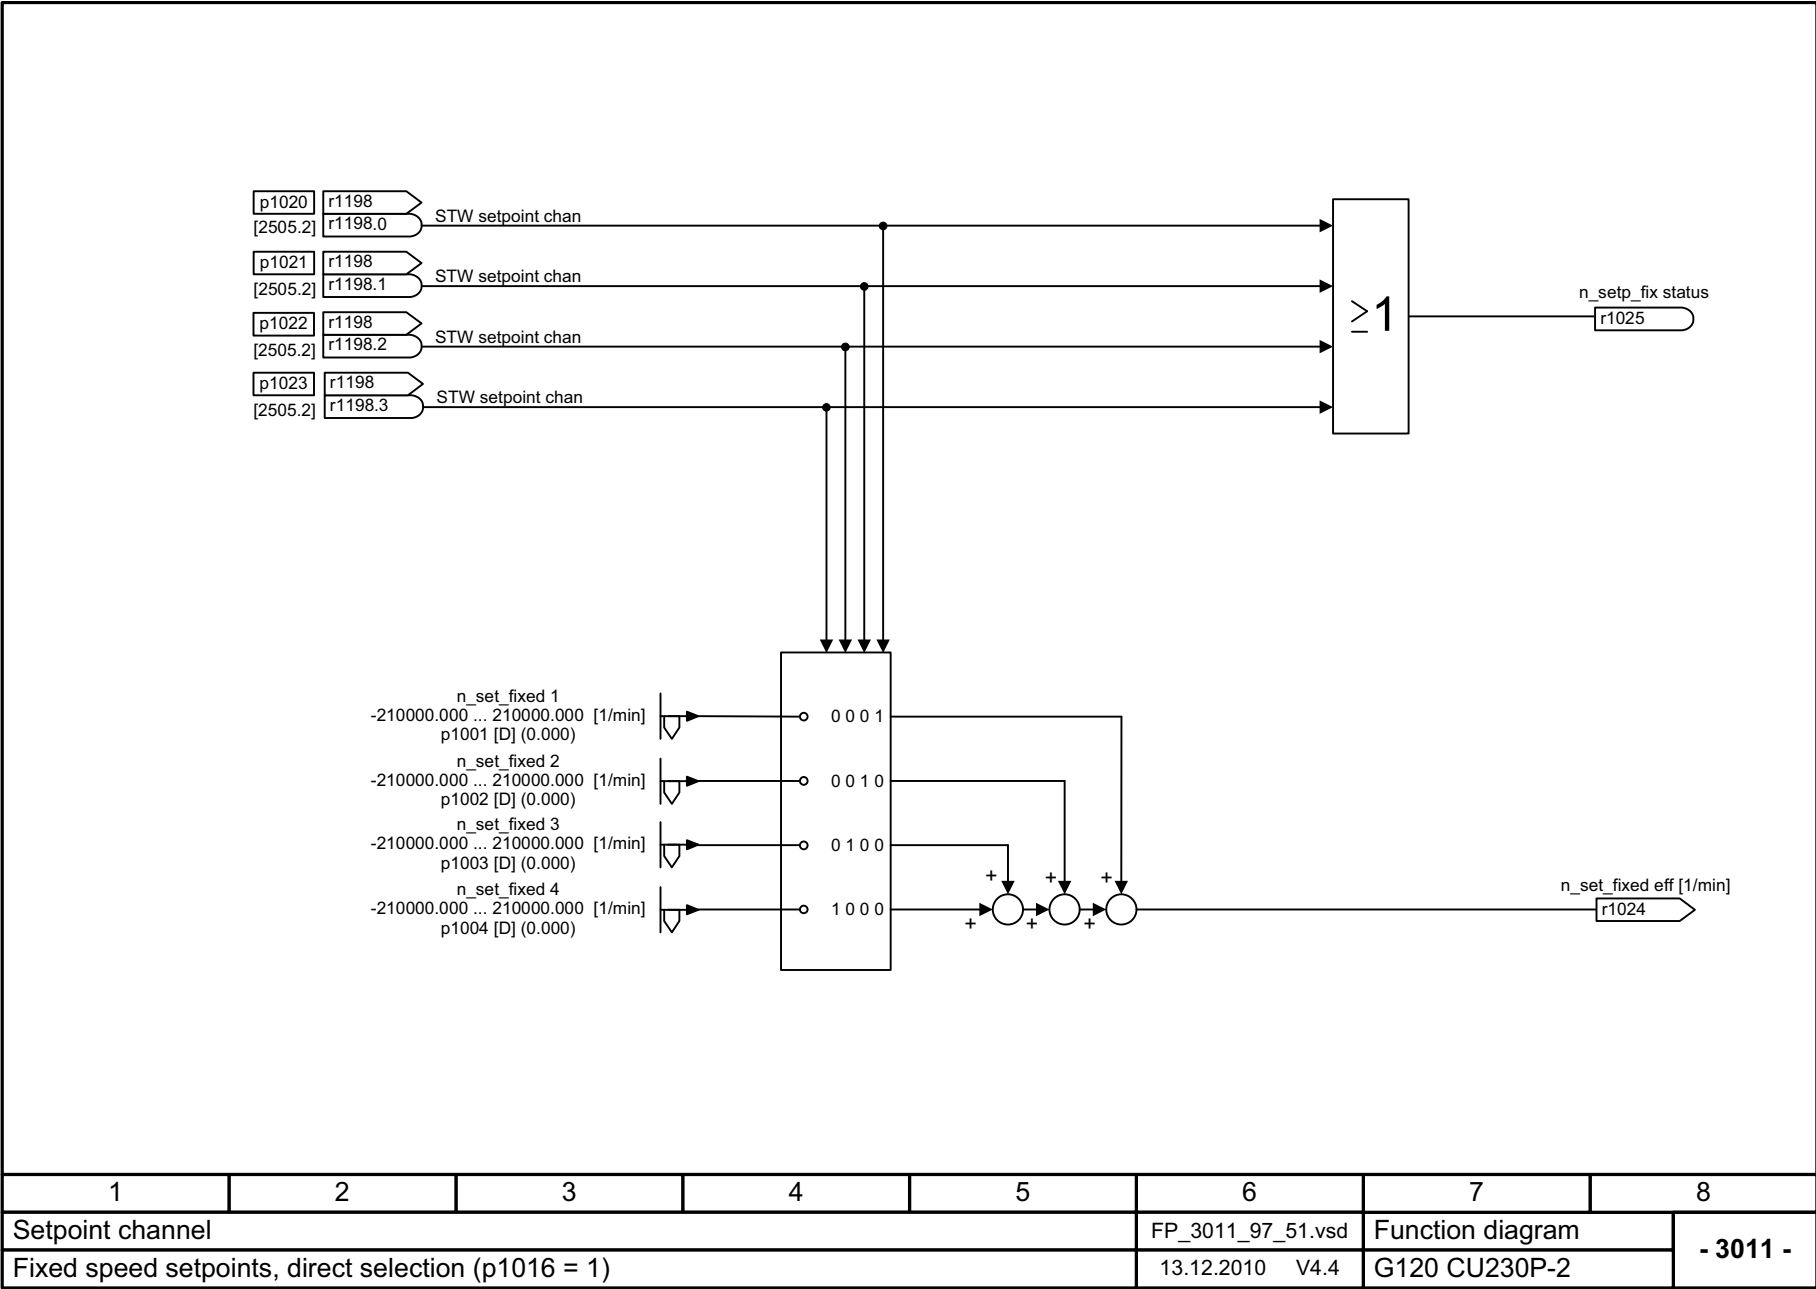 p1020 r1198
[2505.2] r1198.0 STW setpoint chan
p1021 r1198
[2505.2] r1198.1 STW setpoint chan
p1022 r1198
[2505.2] r1198.2 STW setpoint chan
p1023 r1198
[2505.2] r1198.3 STW setpoint chan
≥1
n_setp_fix status
r1025
n_set_fixed 1
-210000.000 ... 210000.000 [1/min]
p1001 [D] (0.000)
0 0 0 1
n_set_fixed 2
-210000.000 ... 210000.000 [1/min]
p1002 [D] (0.000)
0 0 1 0
n_set_fixed 3
-210000.000 ... 210000.000 [1/min]
p1003 [D] (0.000)
0 1 0 0
n_set_fixed 4
-210000.000 ... 210000.000 [1/min]
p1004 [D] (0.000)
1 0 0 0
+ + +
+ + +
n_set_fixed eff [1/min]
r1024
1 2 3 4 5 6 7 8
Setpoint channel FP_3011_97_51.vsd Function diagram
- 3011 -
Fixed speed setpoints, direct selection (p1016 = 1) 13.12.2010 V4.4 G120 CU230P-2